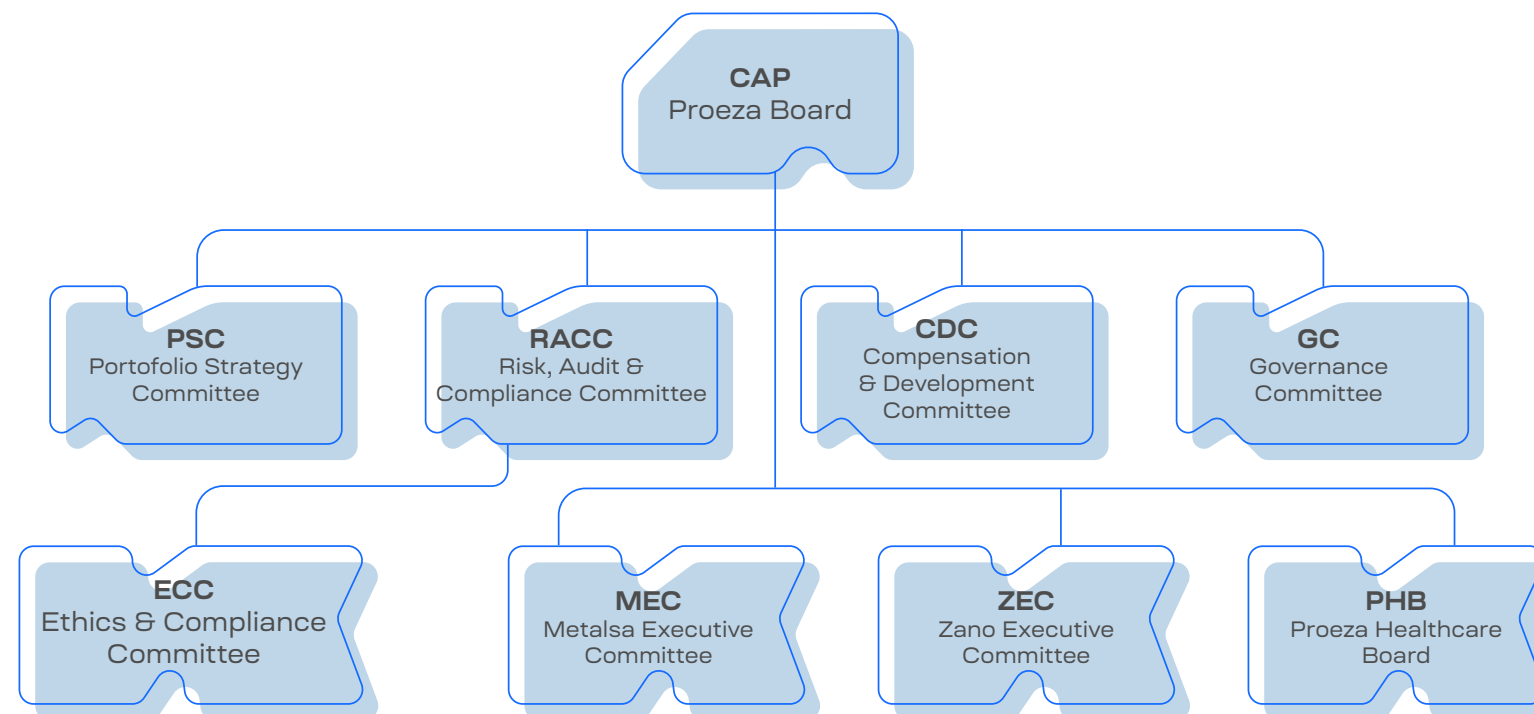 CAP
Proeza Board
PSC
Portofolio Strategy
Committee
RACC
Risk, Audit &
Compliance Committee
CDC
Compensation
& Development
Committee
GC
Governance
Committee
ECC
Ethics & Compliance
Committee
MEC
Metalsa Executive
Committee
ZEC
Zano Executive
Committee
PHB
Proeza Healthcare
Board